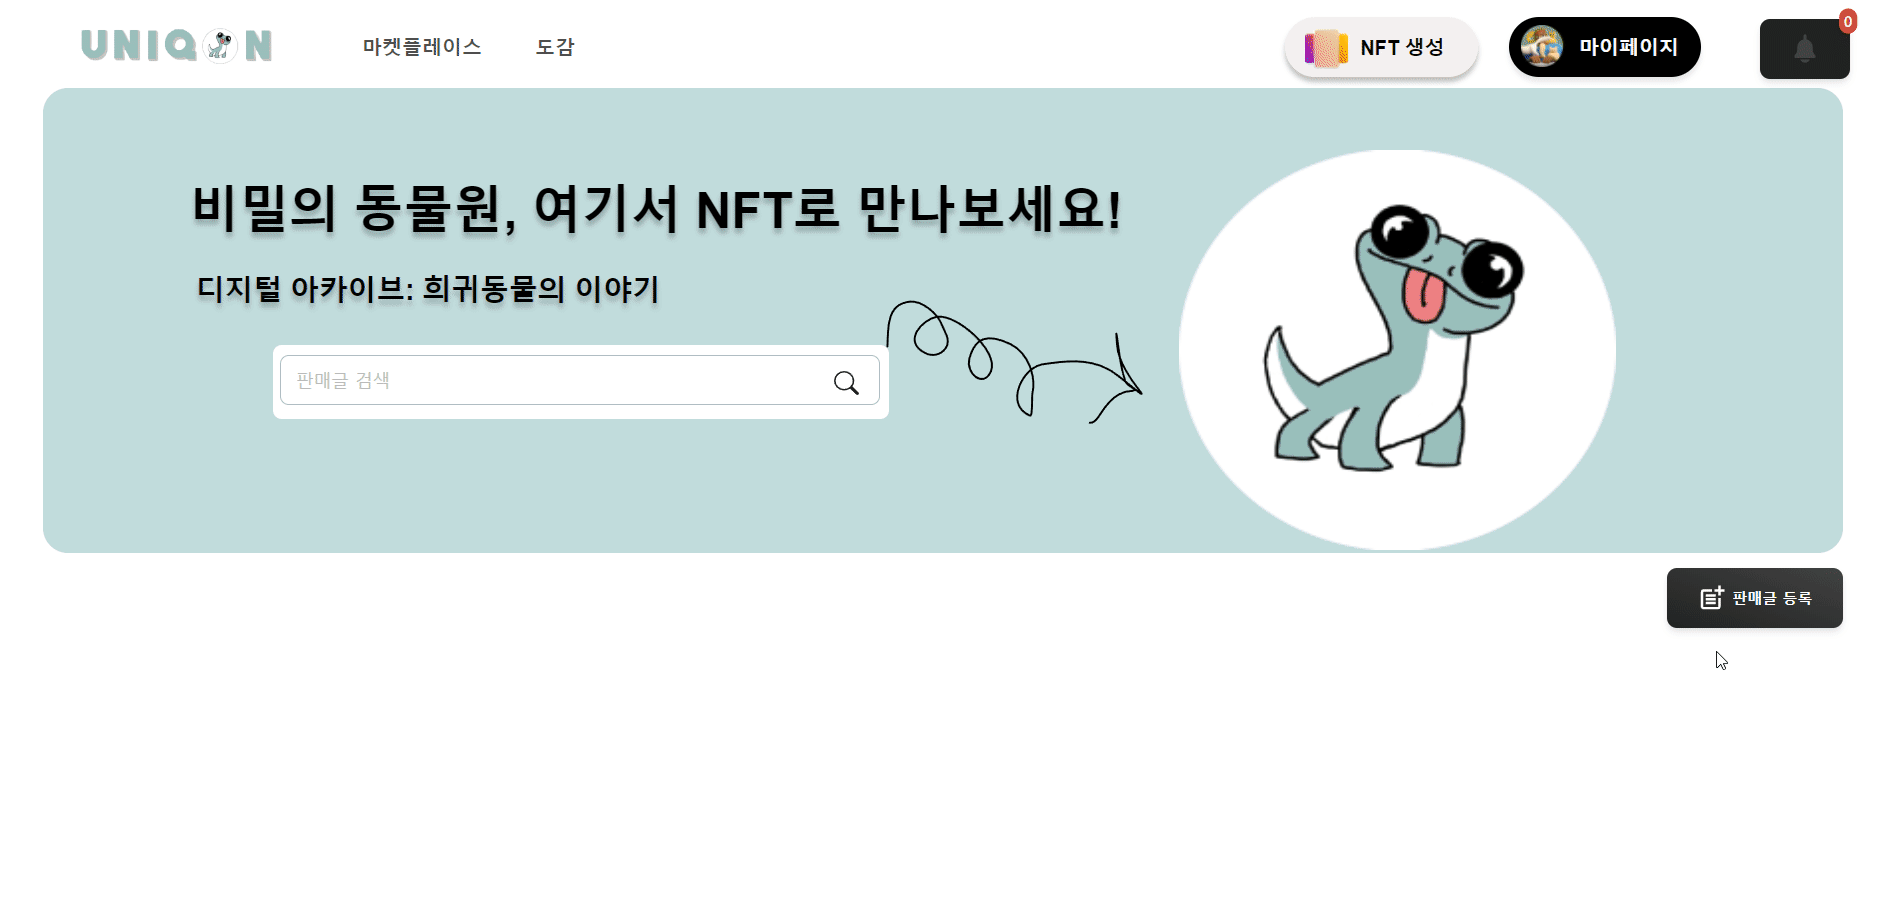 UNIQON
마켓플레이스
도감
NFT 생성
마이페이지
0
비밀의 동물원, 여기서 NFT로 만나보세요!
디지털 아카이브: 희귀동물의 이야기
판매글 검색
판매글 등록